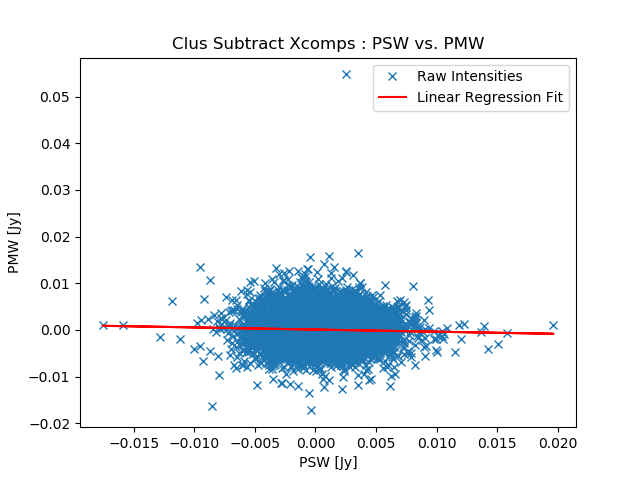 Clus Subtract Xcomps : PSW vs. PMW
Raw Intensities
Linear Regression Fit
PMW [Jy]
0.05
0.04
0.03
0.02
0.01
0.00
−0.01
−0.02
−0.015 −0.010 −0.005 0.000 0.005 0.010 0.015 0.020
PSW [Jy]